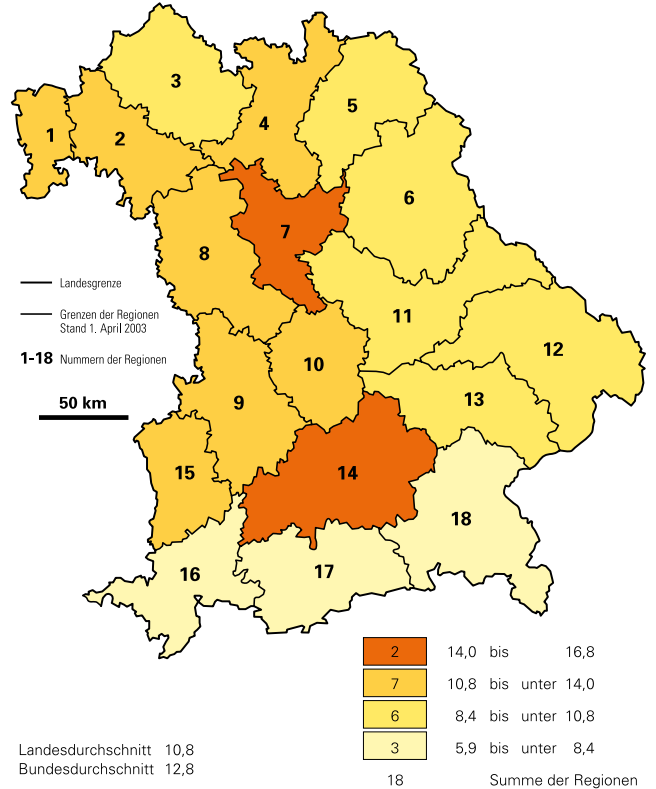 3
5
4
1
2
6
7
8
Landesgrenze
Grenzen der Regionen
Stand 1. April 2003
1-18 Nummern der Regionen
50 km
11
12
10
13
9
15
14
18
16
17
2 14,0 bis 16,8
7 10,8 bis unter 14,0
6 8,4 bis unter 10,8
3 5,9 bis unter 8,4
18 Summe der Regionen
Landesdurchschnitt 10,8
Bundesdurchschnitt 12,8